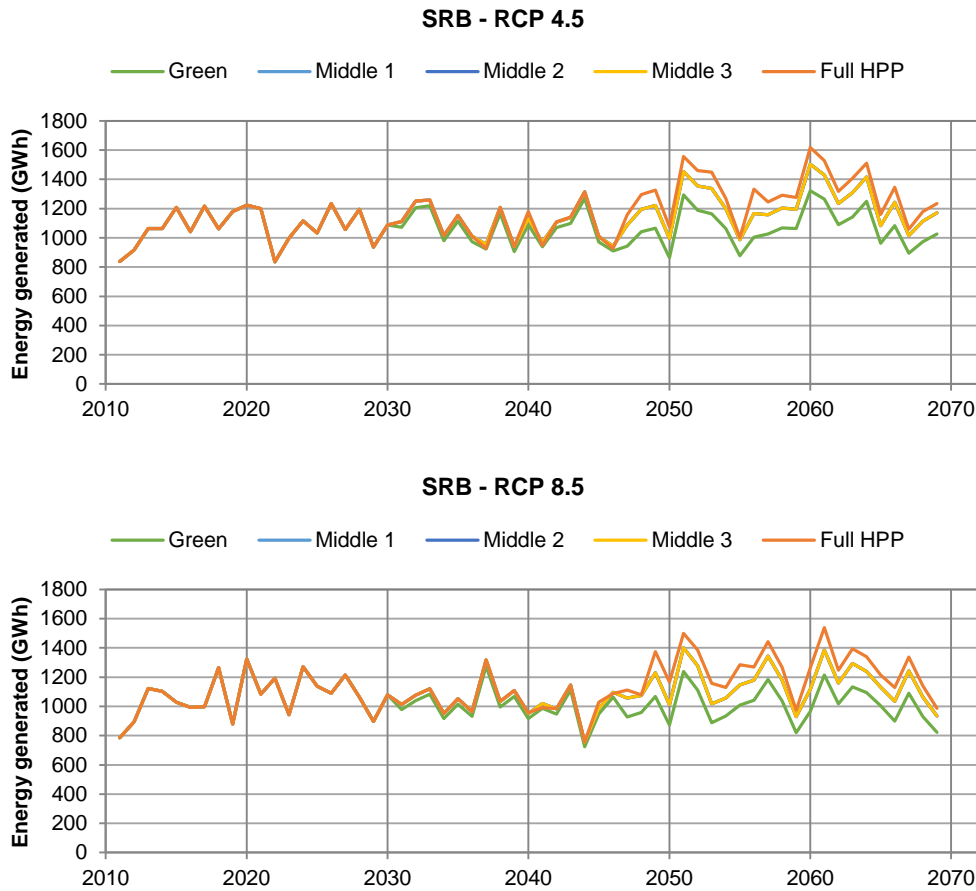 SRB - RCP 4.5
Green Middle 1 Middle 2 Middle 3 Full HPP
Energy generated (GWh)
1800
1600
1400
1200
1000
800
600
400
200
0
2010 2020 2030 2040 2050 2060 2070
SRB - RCP 8.5
Green Middle 1 Middle 2 Middle 3 Full HPP
Energy generated (GWh)
1800
1600
1400
1200
1000
800
600
400
200
0
2010 2020 2030 2040 2050 2060 2070